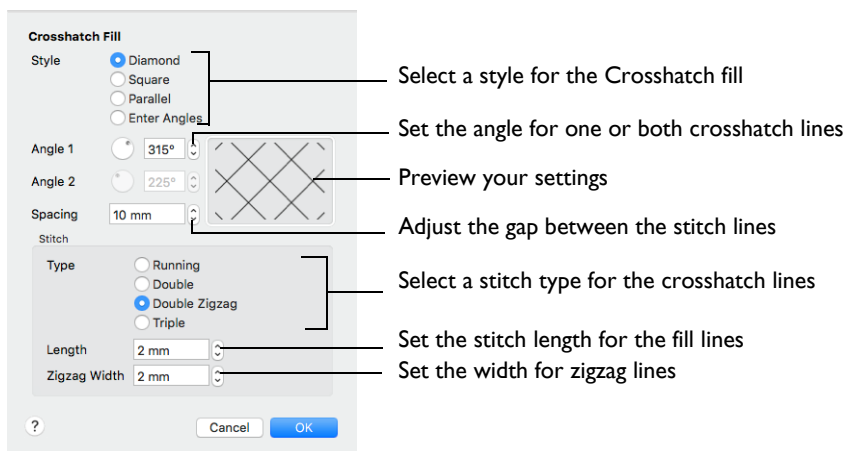 Crosshatch Fill
Style
Diamond
Square
Parallel
Enter Angles
Select a style for the Crosshatch fill
Angle 1
315°
Set the angle for one or both crosshatch lines
Angle 2
225°
Preview your settings
Spacing
10 mm
Adjust the gap between the stitch lines
Stitch
Type
Running
Double
Double Zigzag
Triple
Select a stitch type for the crosshatch lines
Length
2 mm
Set the stitch length for the fill lines
Zigzag Width
2 mm
Set the width for zigzag lines
?
Cancel
OK